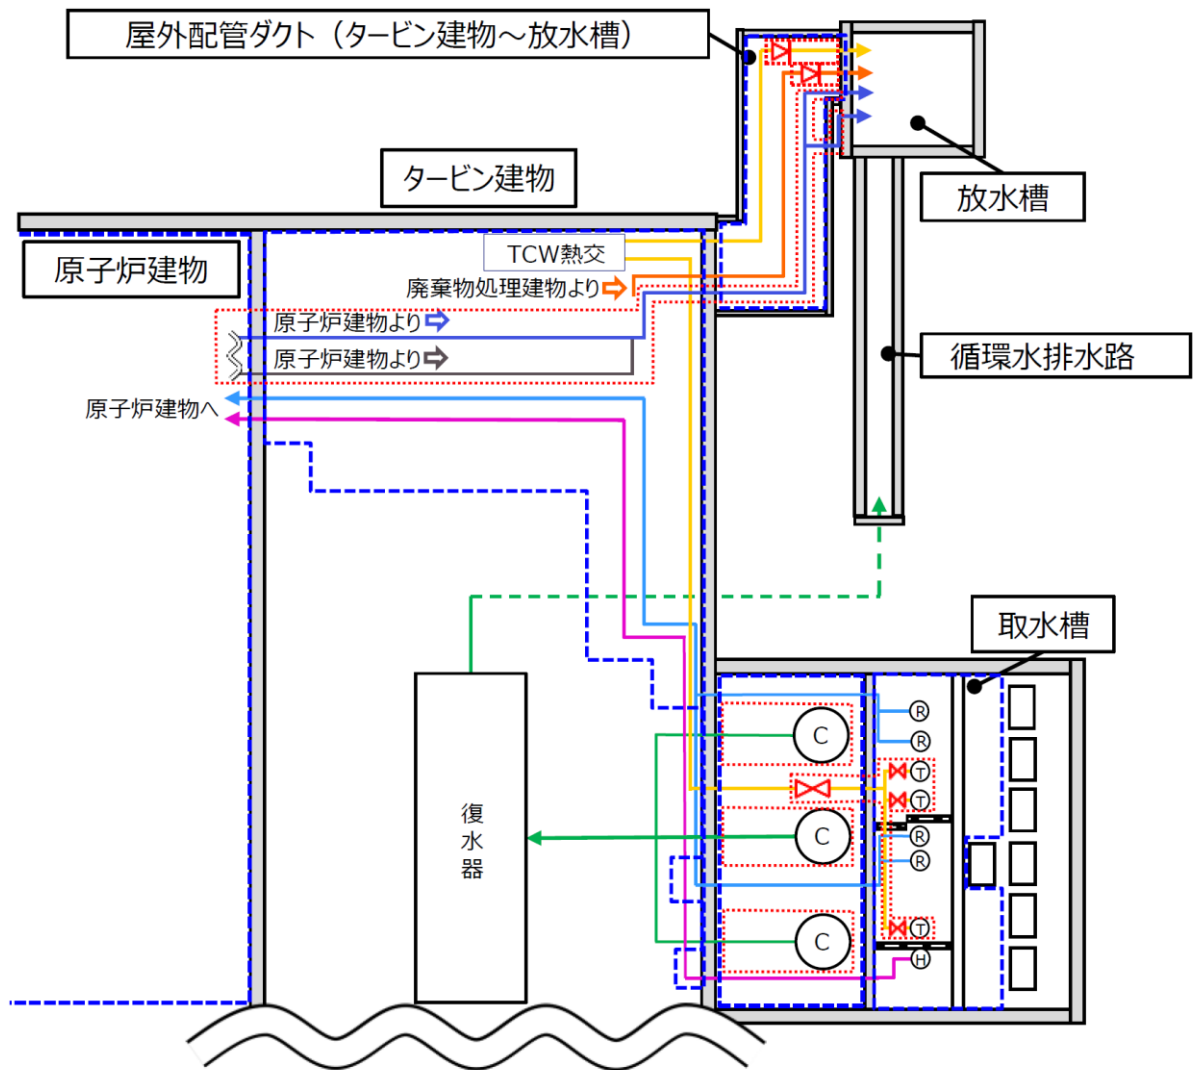 屋外配管ダクト（タービン建物～放水槽）
タービン建物
放水槽
原子炉建物
TCW熱交
廃棄物処理建物より
原子炉建物より
原子炉建物より
循環水排水路
原子炉建物へ
取水槽
R
C
R
T
T
復水器
C
R
R
T
C
H